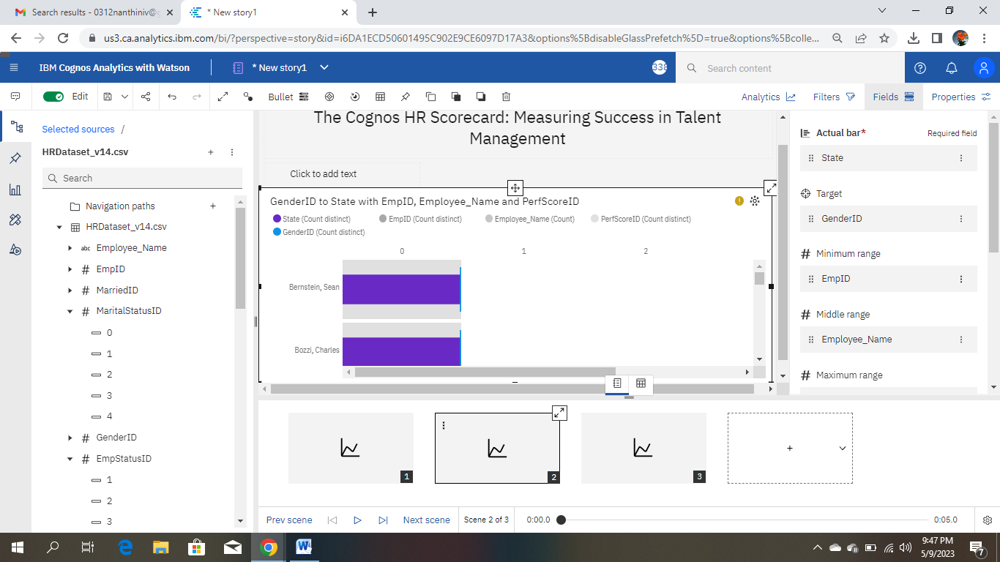 Search results - 0312nanthiniv@g
* New story1
us3.ca.analytics.ibm.com/bi/?perspective=story&id=i6DA1ECD50601495C902E9CE6097D17A3&options%5BdisableGlassPrefetch%5D=true&options%5Bcolle...
IBM Cognos Analytics with Watson
* New story1
338
Search content
Edit
Bullet
Analytics
Filters
Fields
Properties
Selected sources /
HRDataset_v14.csv
Search
Navigation paths
HRDataset_v14.csv
abc Employee_Name
# EmpID
# MarriedID
# MaritalStatusID
0
1
2
3
4
# GenderID
# EmpStatusID
1
2
3
The Cognos HR Scorecard: Measuring Success in Talent
Management
Click to add text
GenderID to State with EmpID, Employee_Name and PerfScoreID
State (Count distinct) EmpID (Count distinct) Employee_Name (Count) PerfScoreID (Count distinct)
GenderID (Count distinct)
0 1 2
Bernstein, Sean
Bozzi, Charles
Actual bar* Required field
State
Target
GenderID
# Minimum range
EmpID
# Middle range
Employee_Name
# Maximum range
1
2
3
+
Prev scene
Next scene
Scene 2 of 3
0:00.0
0:05.0
9:47 PM
5/9/2023
7